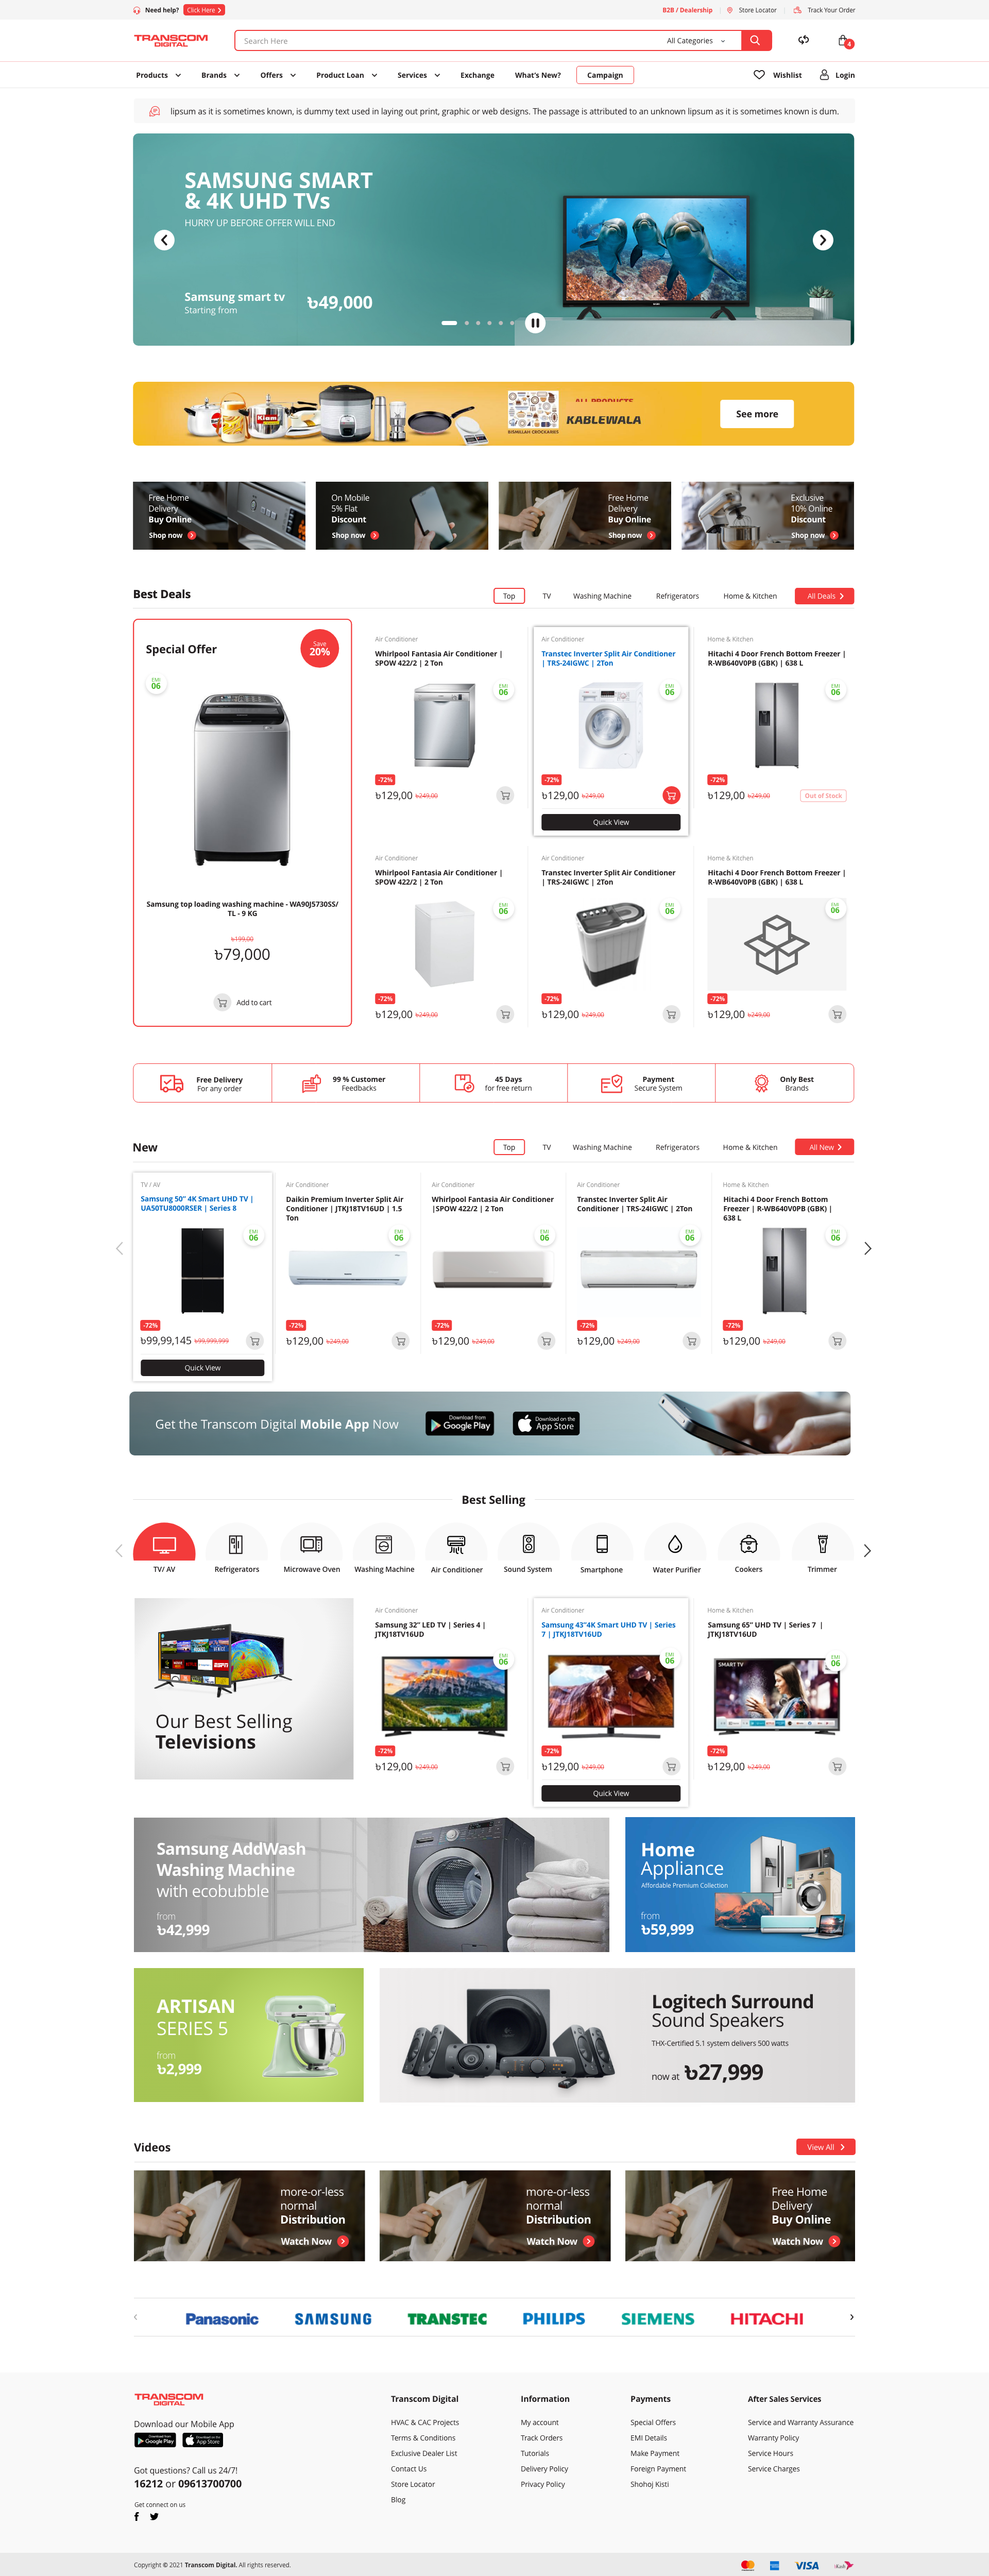 Need help? Click Here
B2B / Dealership Store Locator Track Your Order
TRANSCOM
DIGITAL
Search Here All Categories
4
Products Brands Offers Product Loan Services Exchange What's New? Campaign Wishlist Login
lipsum as it is sometimes known, is dummy text used in laying out print, graphic or web designs. The passage is attributed to an unknown lipsum as it is sometimes known is dum.
SAMSUNG SMART
& 4K UHD TVs
HURRY UP BEFORE OFFER WILL END
Samsung smart tv
Starting from
৳49,000
Kiam
BISMILLAH CROCKARIES
ALL PRODUCTS
KABLEWALA
See more
Free Home
Delivery
Buy Online
Shop now
On Mobile
5% Flat
Discount
Shop now
Free Home
Delivery
Buy Online
Shop now
Exclusive
10% Online
Discount
Shop now
Best Deals
Top TV Washing Machine Refrigerators Home & Kitchen All Deals
Special Offer
Save
20%
EMI
06
Samsung top loading washing machine - WA90J5730SS/
TL - 9 KG
৳199,00
৳79,000
Add to cart
Air Conditioner
Whirlpool Fantasia Air Conditioner |
SPOW 422/2 | 2 Ton
EMI
06
-72%
৳129,00 ৳249,00
Air Conditioner
Transtec Inverter Split Air Conditioner
| TRS-24IGWC | 2Ton
EMI
06
-72%
৳129,00 ৳249,00
Quick View
Home & Kitchen
Hitachi 4 Door French Bottom Freezer |
R-WB640V0PB (GBK) | 638 L
EMI
06
-72%
৳129,00 ৳249,00
Out of Stock
Air Conditioner
Whirlpool Fantasia Air Conditioner |
SPOW 422/2 | 2 Ton
EMI
06
-72%
৳129,00 ৳249,00
Air Conditioner
Transtec Inverter Split Air Conditioner
| TRS-24IGWC | 2Ton
EMI
06
-72%
৳129,00 ৳249,00
Home & Kitchen
Hitachi 4 Door French Bottom Freezer |
R-WB640V0PB (GBK) | 638 L
EMI
06
-72%
৳129,00 ৳249,00
Free Delivery
For any order
99 % Customer
Feedbacks
45 Days
for free return
Payment
Secure System
Only Best
Brands
New
Top TV Washing Machine Refrigerators Home & Kitchen All New
TV / AV
Samsung 50" 4K Smart UHD TV |
UA50TU8000RSER | Series 8
EMI
06
-72%
৳99,99,145 ৳99,999,999
Quick View
Air Conditioner
Daikin Premium Inverter Split Air
Conditioner | JTKJ18TV16UD | 1.5
Ton
EMI
06
-72%
৳129,00 ৳249,00
Air Conditioner
Whirlpool Fantasia Air Conditioner
|SPOW 422/2 | 2 Ton
EMI
06
-72%
৳129,00 ৳249,00
Air Conditioner
Transtec Inverter Split Air
Conditioner | TRS-24IGWC | 2Ton
EMI
06
-72%
৳129,00 ৳249,00
Home & Kitchen
Hitachi 4 Door French Bottom
Freezer | R-WB640V0PB (GBK) |
638 L
EMI
06
-72%
৳129,00 ৳249,00
Get the Transcom Digital Mobile App Now
Download from
Google Play
Download on the
App Store
Best Selling
TV/ AV Refrigerators Microwave Oven Washing Machine Air Conditioner Sound System Smartphone Water Purifier Cookers Trimmer
Our Best Selling
Televisions
Air Conditioner
Samsung 32" LED TV | Series 4 |
JTKJ18TV16UD
EMI
06
-72%
৳129,00 ৳249,00
Air Conditioner
Samsung 43"4K Smart UHD TV | Series
7 | JTKJ18TV16UD
EMI
06
-72%
৳129,00 ৳249,00
Quick View
Home & Kitchen
Samsung 65" UHD TV | Series 7 |
JTKJ18TV16UD
SMART TV
EMI
06
-72%
৳129,00 ৳249,00
Samsung AddWash
Washing Machine
with ecobubble
from
৳42,999
Home
Appliance
Affordable Premium Collection
from
৳59,999
ARTISAN
SERIES 5
from
৳2,999
Logitech Surround
Sound Speakers
THX-Certified 5.1 system delivers 500 watts
now at ৳27,999
Videos
View All
more-or-less
normal
Distribution
Watch Now
more-or-less
normal
Distribution
Watch Now
Free Home
Delivery
Buy Online
Watch Now
Panasonic SAMSUNG TRANSTEC PHILIPS SIEMENS HITACHI
TRANSCOM
DIGITAL
Download our Mobile App
Google Play
App Store
Got questions? Call us 24/7!
16212 or 09613700700
Get connect on us
Transcom Digital
HVAC & CAC Projects
Terms & Conditions
Exclusive Dealer List
Contact Us
Store Locator
Blog
Information
My account
Track Orders
Tutorials
Delivery Policy
Privacy Policy
Payments
Special Offers
EMI Details
Make Payment
Foreign Payment
Shohoj Kisti
After Sales Services
Service and Warranty Assurance
Warranty Policy
Service Hours
Service Charges
Copyright © 2021 Transcom Digital. All rights reserved.
VISA